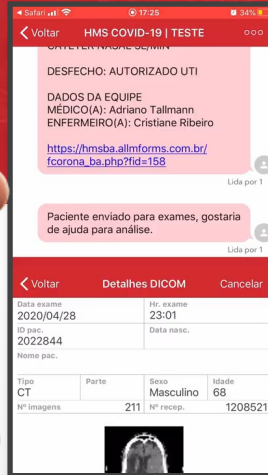 Safari 17:25 34%
Voltar HMS COVID-19 | TESTE
CATETER NASAL 3L/MIN
DESFECHO: AUTORIZADO UTI
DADOS DA EQUIPE
MÉDICO(A): Adriano Tallmann
ENFERMEIRO(A): Cristiane Ribeiro
https://hmsba.allmforms.com.br/
fcorona_ba.php?fid=158
Lida por 1
Paciente enviado para exames, gostaria
de ajuda para análise.
Lida por 1
Voltar Detalhes DICOM Cancelar
Data exame Hr. exame
2020/04/28 23:01
ID pac. Data nasc.
2022844
Nome pac.
Tipo Parte Sexo Idade
CT Masculino 68
Nº imagens 211 Nº recep. 1208521